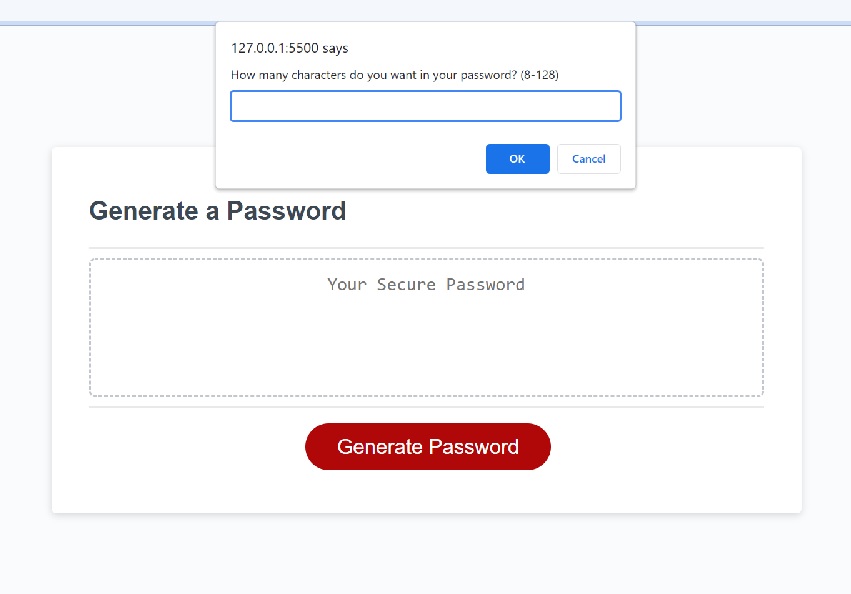 127.0.0.1:5500 says
How many characters do you want in your password? (8-128)
OK Cancel
Generate a Password
Your Secure Password
Generate Password